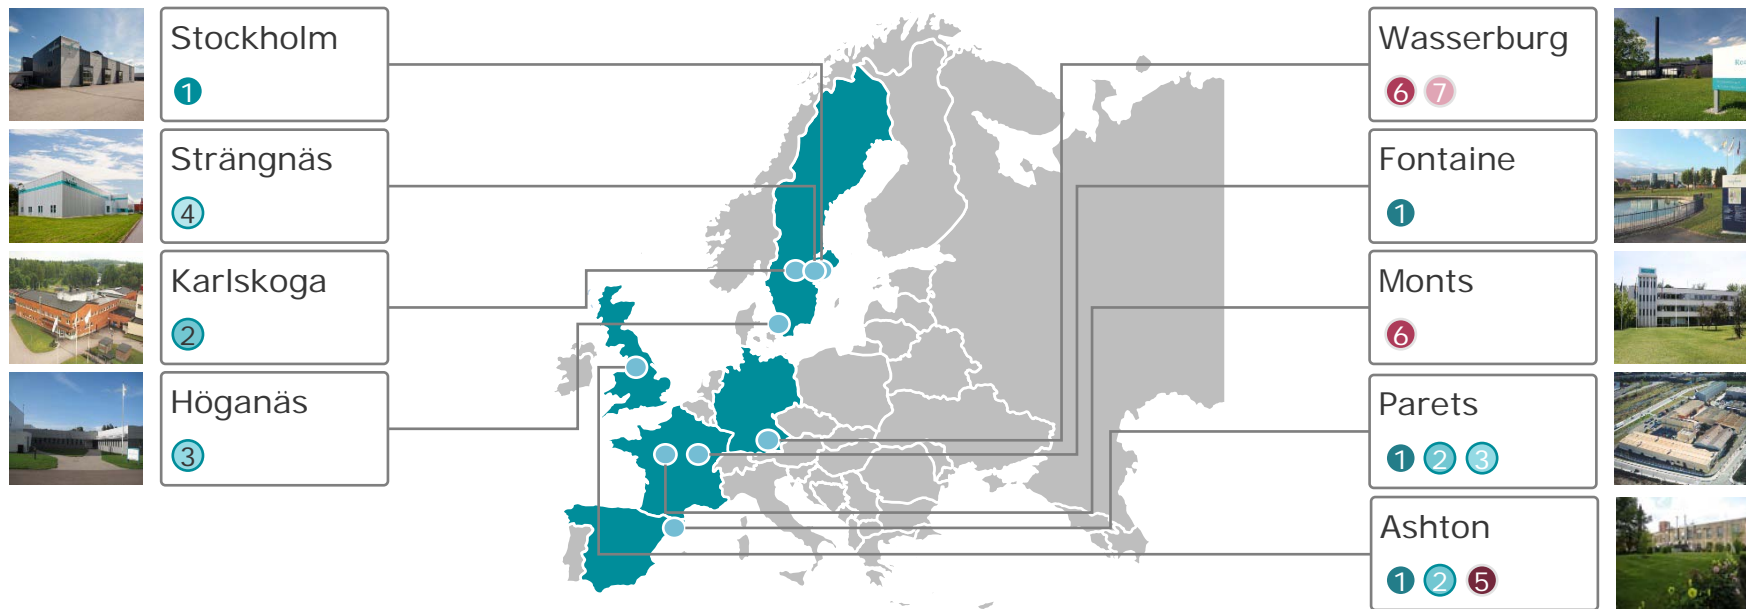 Stockholm
1
Strängnäs
4
Karlskoga
2
Höganäs
3
Wasserburg
6 7
Fontaine
1
Monts
6
Parets
1 2 3
Ashton
1 2 5